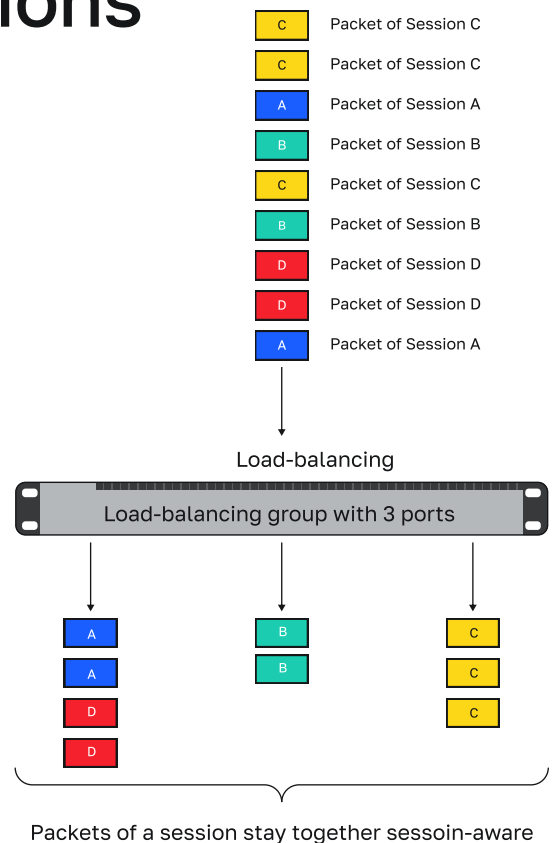 ions
C Packet of Session C
C Packet of Session C
A Packet of Session A
B Packet of Session B
C Packet of Session C
B Packet of Session B
D Packet of Session D
D Packet of Session D
A Packet of Session A
Load-balancing
Load-balancing group with 3 ports
A B C
A B C
D C
D
Packets of a session stay together sessoin-aware